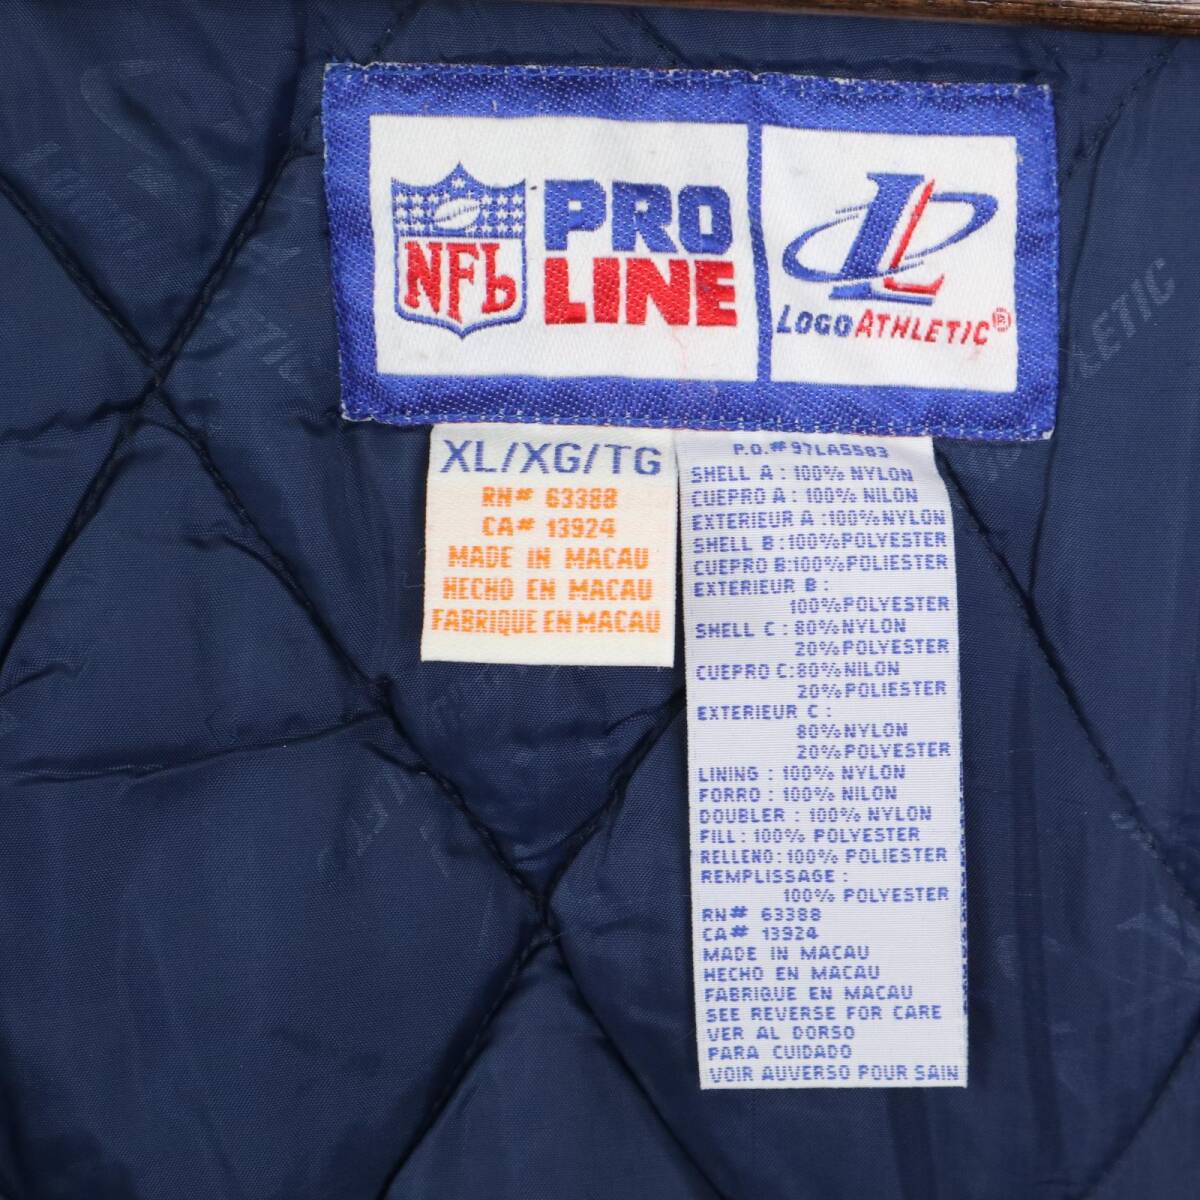 NFL
PRO
LINE
LOGO ATHLETIC®
XL/XG/TG
RN# 63388
CA# 13924
MADE IN MACAU
HECHO EN MACAU
FABRIQUE EN MACAU
P.O.#97LA5583
SHELL A : 100% NYLON
CUEPRO A : 100% NILON
EXTERIEUR A :100%NYLON
SHELL B :100%POLYESTER
CUEPRO B:100%POLIESTER
EXTERIEUR B :
100%POLYESTER
SHELL C : 80%NYLON
20%POLYESTER
CUEPRO C:80%NILON
20%POLIESTER
EXTERIEUR C :
80%NYLON
20%POLYESTER
LINING : 100% NYLON
FORRO : 100% NILON
DOUBLER : 100% NYLON
FILL : 100% POLYESTER
RELLENO:100% POLIESTER
REMPLISSAGE :
100% POLYESTER
RN# 63388
CA# 13924
MADE IN MACAU
HECHO EN MACAU
FABRIQUE EN MACAU
SEE REVERSE FOR CARE
VER AL DORSO
PARA CUIDADO
VOIR AUVERSO POUR SAIN